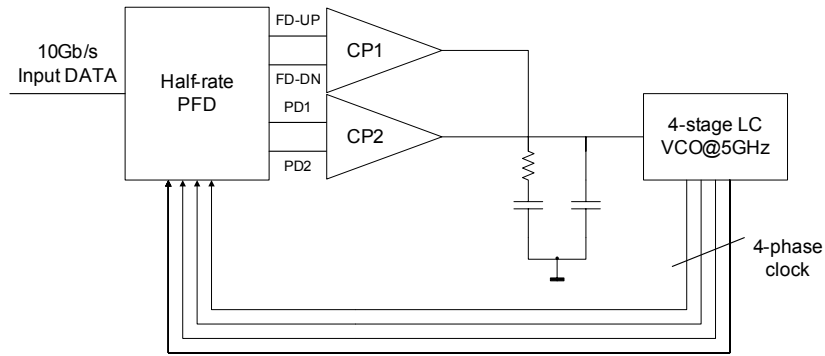 10Gb/s
Input DATA
Half-rate
PFD
FD-UP
FD-DN
PD1
PD2
CP1
CP2
4-stage LC
VCO@5GHz
4-phase
clock